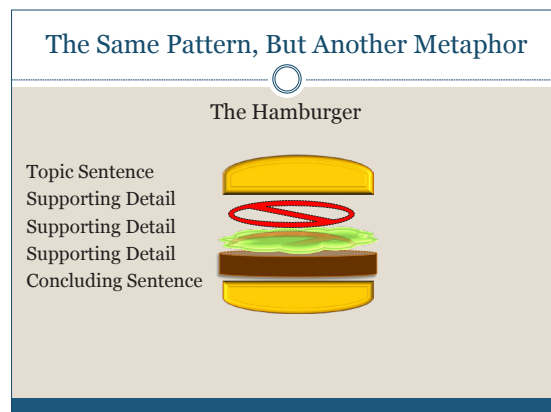 The Same Pattern, But Another Metaphor
The Hamburger
Topic Sentence
Supporting Detail
Supporting Detail
Supporting Detail
Concluding Sentence